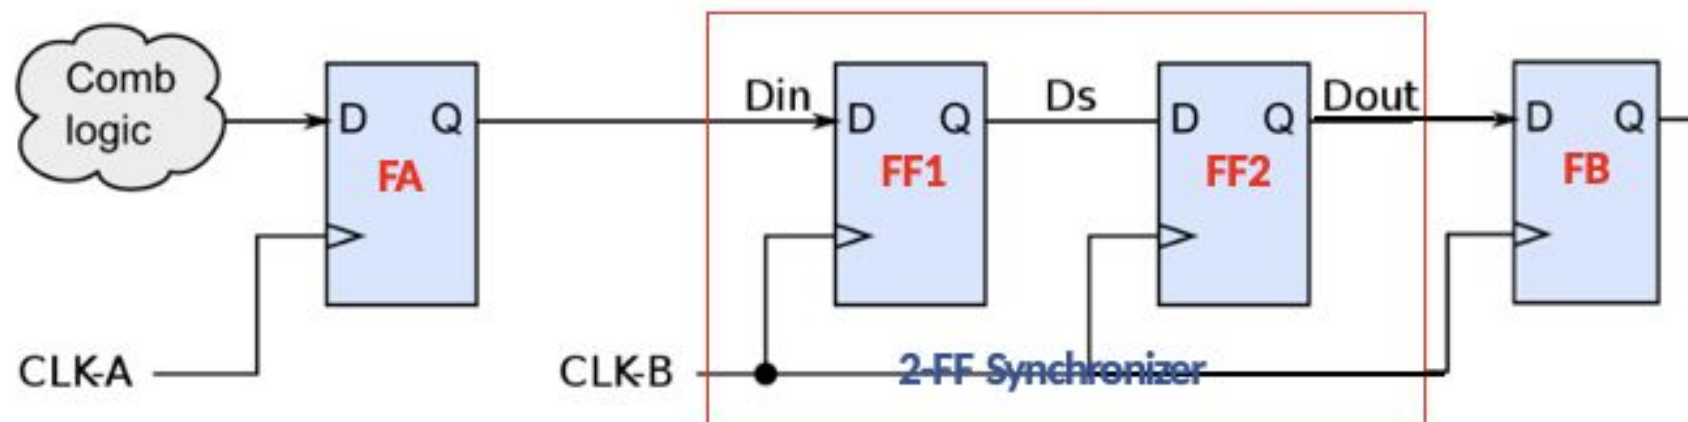 Comb
logic
D Q
FA
CLK-A
Din
D Q
FF1
Ds
D Q
FF2
Dout
D Q
FB
CLK-B
2-FF Synchronizer